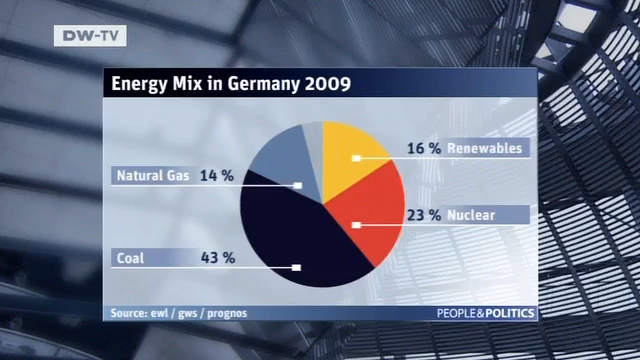 DW-TV
Energy Mix in Germany 2009
16 % Renewables
Natural Gas 14 %
23 % Nuclear
Coal 43 %
Source: ewl / gws / prognos
PEOPLE&POLITICS